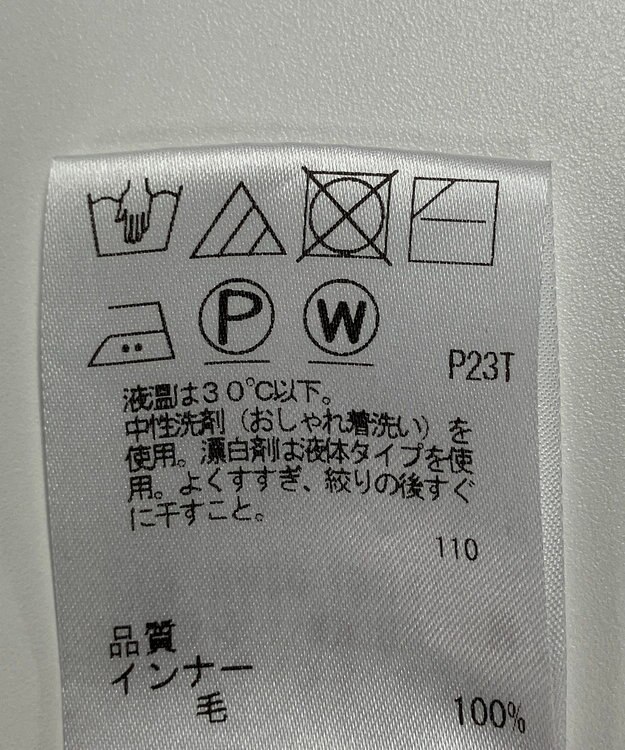 P
W
P23T
液温は30℃以下。
中性洗剤（おしゃれ着洗い）を
使用。漂白剤は液体タイプを使
用。よくすすぎ、絞りの後すぐ
に干すこと。
110
品質
インナー
毛 100%